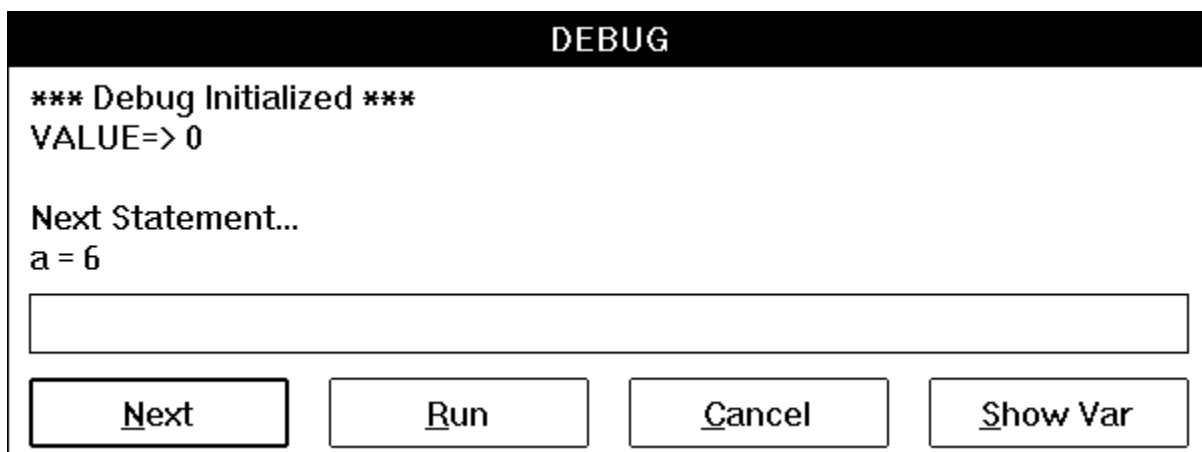 DEBUG
*** Debug Initialized ***
VALUE=> 0
Next Statement...
a = 6
Next Run Cancel Show Var